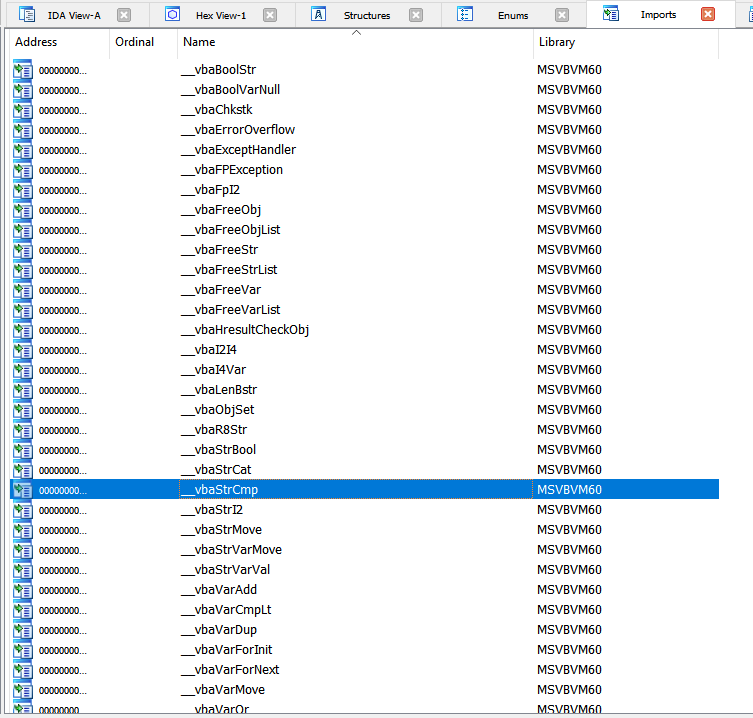 IDA View-A Hex View-1 Structures Enums Imports
Address Ordinal Name Library
00000000... __vbaBoolStr MSVBVM60
00000000... __vbaBoolVarNull MSVBVM60
00000000... __vbaChkstk MSVBVM60
00000000... __vbaErrorOverflow MSVBVM60
00000000... __vbaExceptHandler MSVBVM60
00000000... __vbaFPException MSVBVM60
00000000... __vbaFpI2 MSVBVM60
00000000... __vbaFreeObj MSVBVM60
00000000... __vbaFreeObjList MSVBVM60
00000000... __vbaFreeStr MSVBVM60
00000000... __vbaFreeStrList MSVBVM60
00000000... __vbaFreeVar MSVBVM60
00000000... __vbaFreeVarList MSVBVM60
00000000... __vbaHresultCheckObj MSVBVM60
00000000... __vbaI2I4 MSVBVM60
00000000... __vbaI4Var MSVBVM60
00000000... __vbaLenBstr MSVBVM60
00000000... __vbaObjSet MSVBVM60
00000000... __vbaR8Str MSVBVM60
00000000... __vbaStrBool MSVBVM60
00000000... __vbaStrCat MSVBVM60
00000000... __vbaStrCmp MSVBVM60
00000000... __vbaStrI2 MSVBVM60
00000000... __vbaStrMove MSVBVM60
00000000... __vbaStrVarMove MSVBVM60
00000000... __vbaStrVarVal MSVBVM60
00000000... __vbaVarAdd MSVBVM60
00000000... __vbaVarCmpLt MSVBVM60
00000000... __vbaVarDup MSVBVM60
00000000... __vbaVarForInit MSVBVM60
00000000... __vbaVarForNext MSVBVM60
00000000... __vbaVarMove MSVBVM60
00000000... __vbaVarOr MSVBVM60